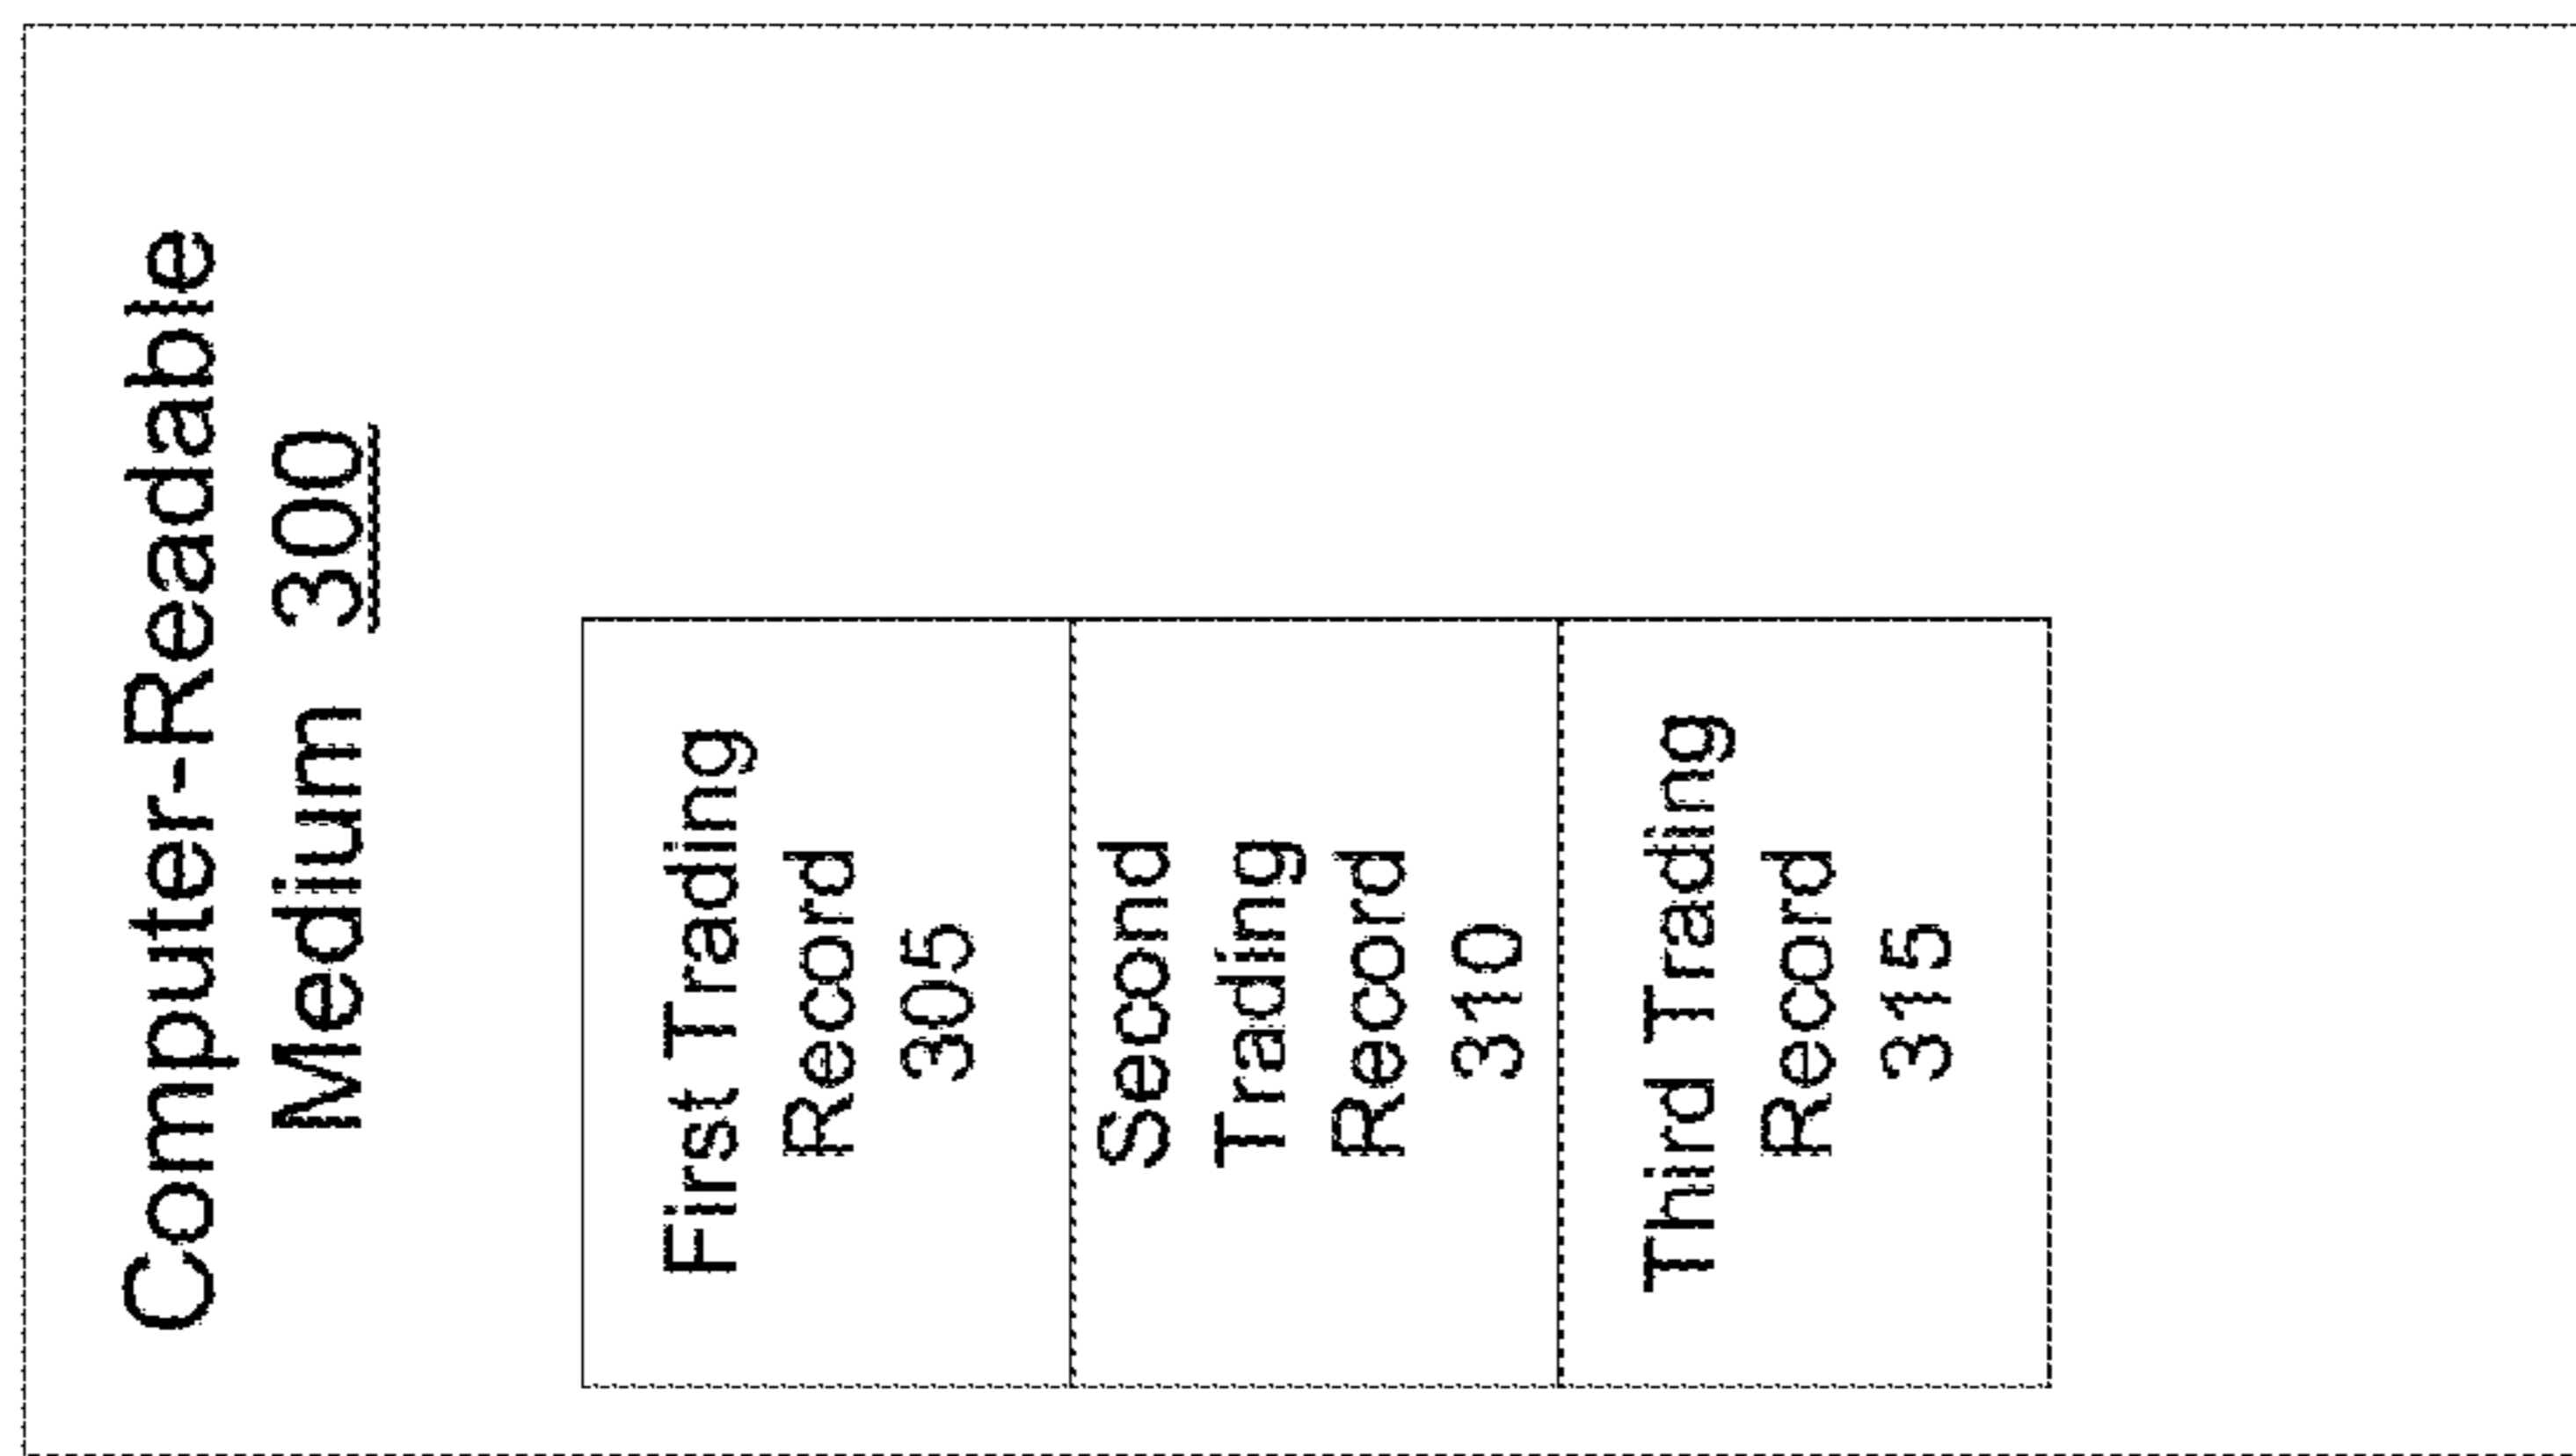 Computer-Readable
Medium 300
First Trading
Record
305
Second
Trading
Record
310
Third Trading
Record
315